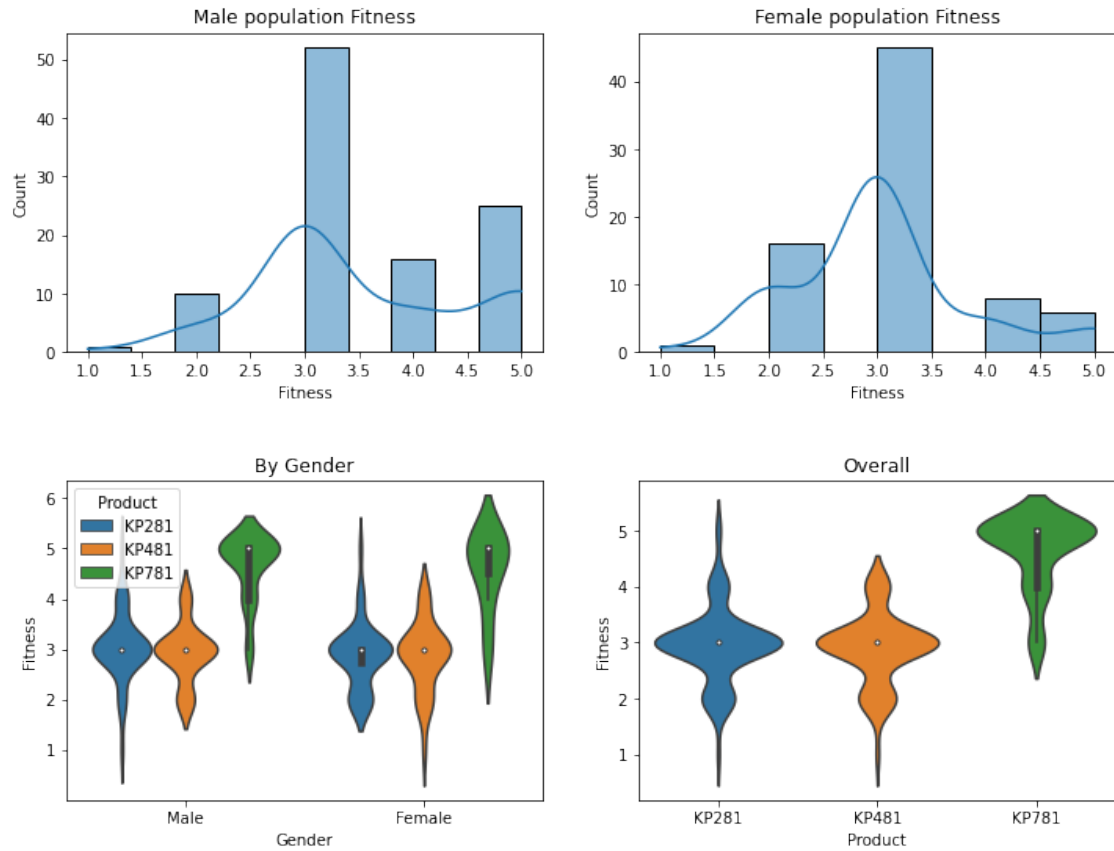 Male population Fitness
50
40
30
20
10
0
Count
1.0 1.5 2.0 2.5 3.0 3.5 4.0 4.5 5.0
Fitness
Female population Fitness
40
30
20
10
0
Count
1.0 1.5 2.0 2.5 3.0 3.5 4.0 4.5 5.0
Fitness
By Gender
Product
KP281
KP481
KP781
6
5
4
3
2
1
Fitness
Male Female
Gender
Overall
5
4
3
2
1
Fitness
KP281 KP481 KP781
Product